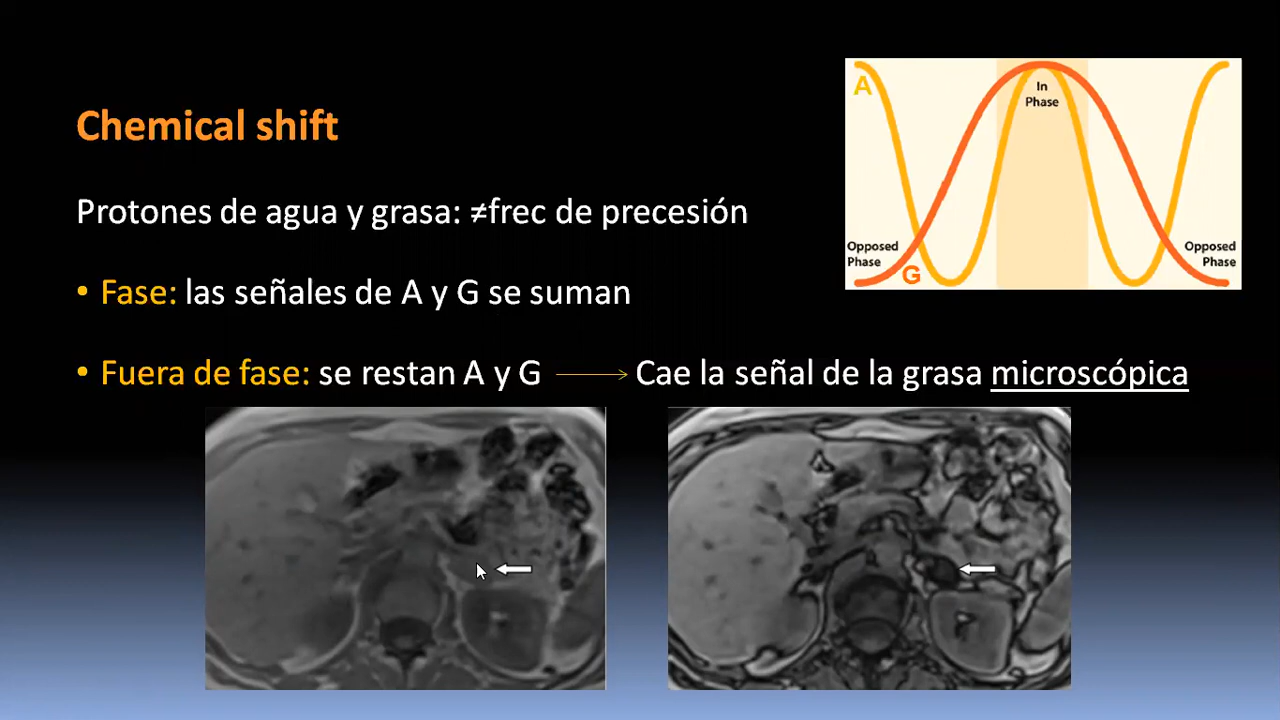 Chemical shift
Protones de agua y grasa: ≠frec de precesión
• Fase: las señales de A y G se suman
• Fuera de fase: se restan A y G
Cae la señal de la grasa microscópica
A
In
Phase
Opposed
Phase
G
Opposed
Phase